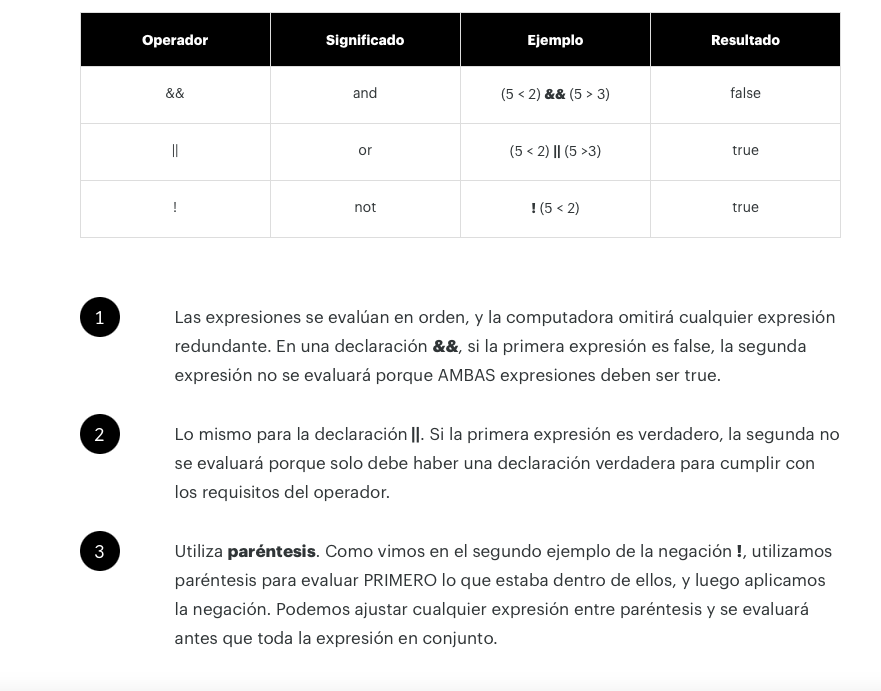 Operador Significado Ejemplo Resultado
&& and (5 < 2) && (5 > 3) false
|| or (5 < 2) || (5 >3) true
! not ! (5 < 2) true
1 Las expresiones se evalúan en orden, y la computadora omitirá cualquier expresión
redundante. En una declaración &&, si la primera expresión es false, la segunda
expresión no se evaluará porque AMBAS expresiones deben ser true.
2 Lo mismo para la declaración ||. Si la primera expresión es verdadero, la segunda no
se evaluará porque solo debe haber una declaración verdadera para cumplir con
los requisitos del operador.
3 Utiliza paréntesis. Como vimos en el segundo ejemplo de la negación !, utilizamos
paréntesis para evaluar PRIMERO lo que estaba dentro de ellos, y luego aplicamos
la negación. Podemos ajustar cualquier expresión entre paréntesis y se evaluará
antes que toda la expresión en conjunto.